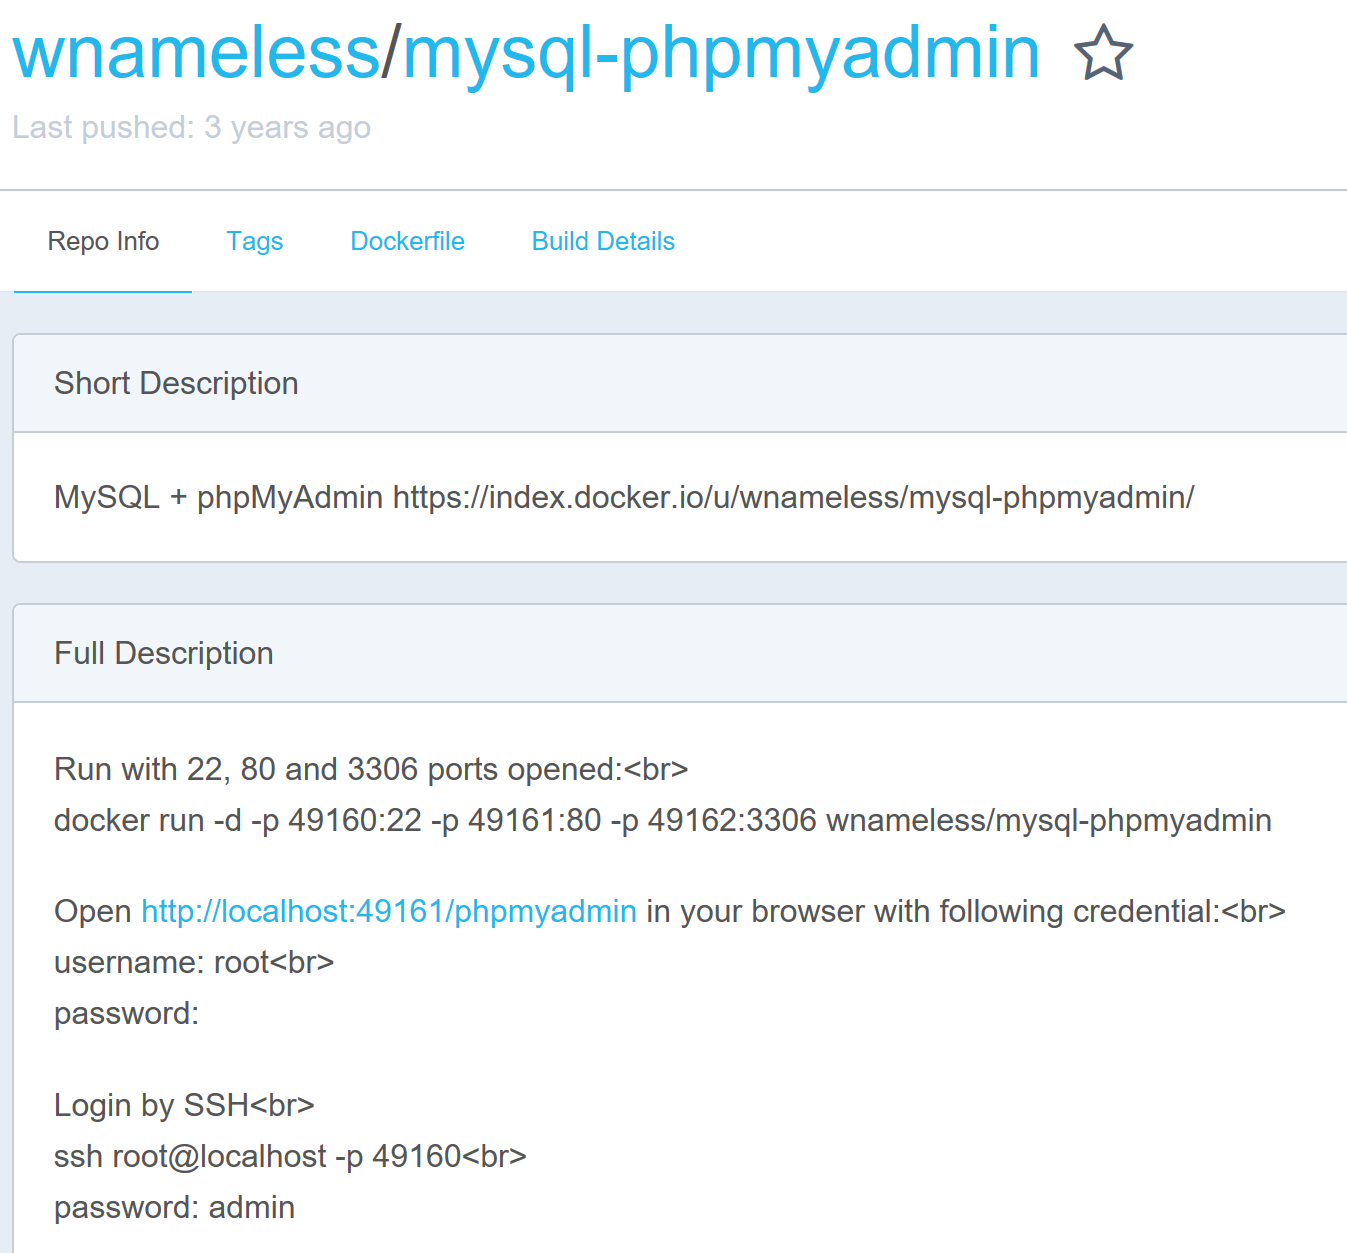 wnameless/mysql-phpmyadmin
Last pushed: 3 years ago
Repo Info Tags Dockerfile Build Details
Short Description
MySQL + phpMyAdmin https://index.docker.io/u/wnameless/mysql-phpmyadmin/
Full Description
Run with 22, 80 and 3306 ports opened:<br>
docker run -d -p 49160:22 -p 49161:80 -p 49162:3306 wnameless/mysql-phpmyadmin
Open http://localhost:49161/phpmyadmin in your browser with following credential:<br>
username: root<br>
password:
Login by SSH<br>
ssh root@localhost -p 49160<br>
password: admin